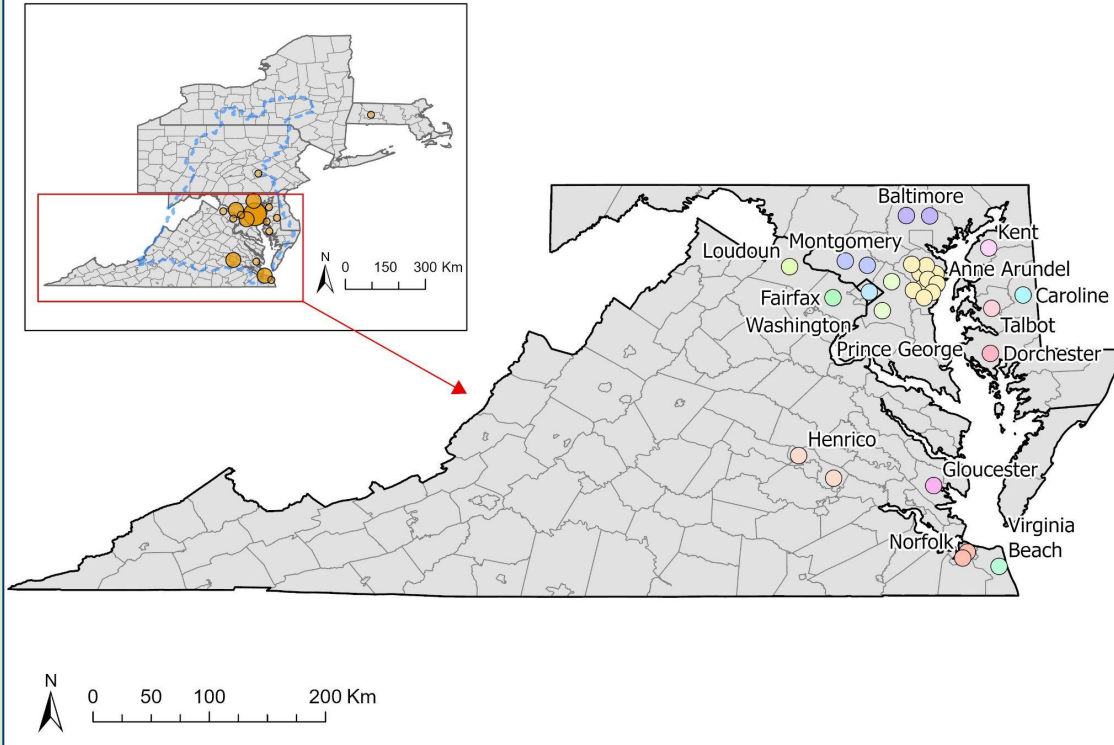 N
0 150 300 Km
Baltimore
Kent
Montgomery
Loudoun
Anne Arundel
Caroline
Fairfax
Talbot
Washington
Prince George
Dorchester
Henrico
Gloucester
Virginia
Beach
Norfolk
N
0 50 100 200 Km